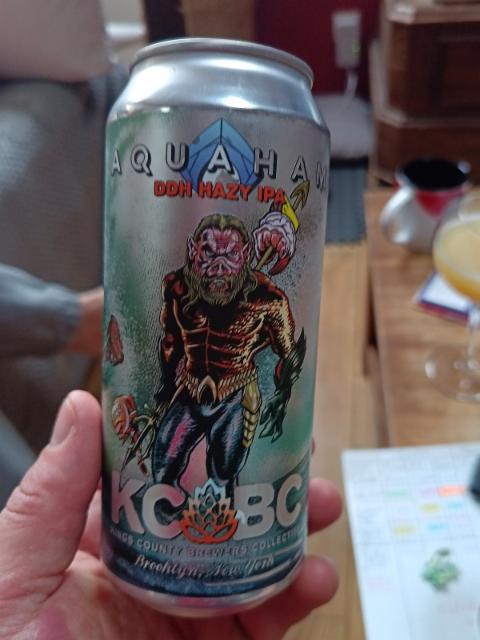 AQUAHAM
DDH HAZY IPA
KCBC
KINGS COUNTY BREWERS COLLECTIVE
Brooklyn, New York